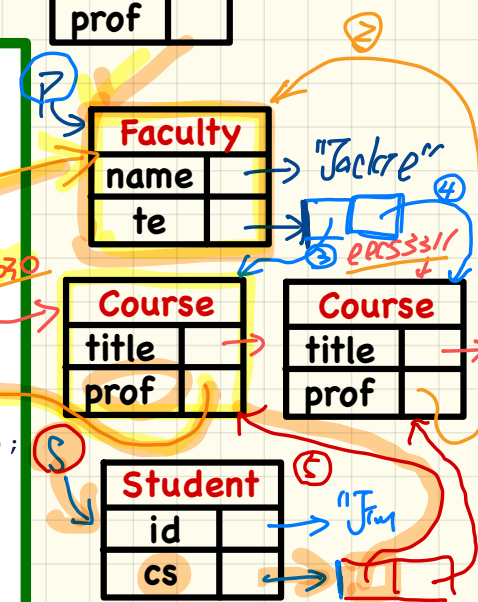 prof
2
P
Faculty
name
"Jackie"
te
4
3
eecs3311
30
Course
Course
title
title
prof
prof
;
S
5
Student
id
"Jim
cs